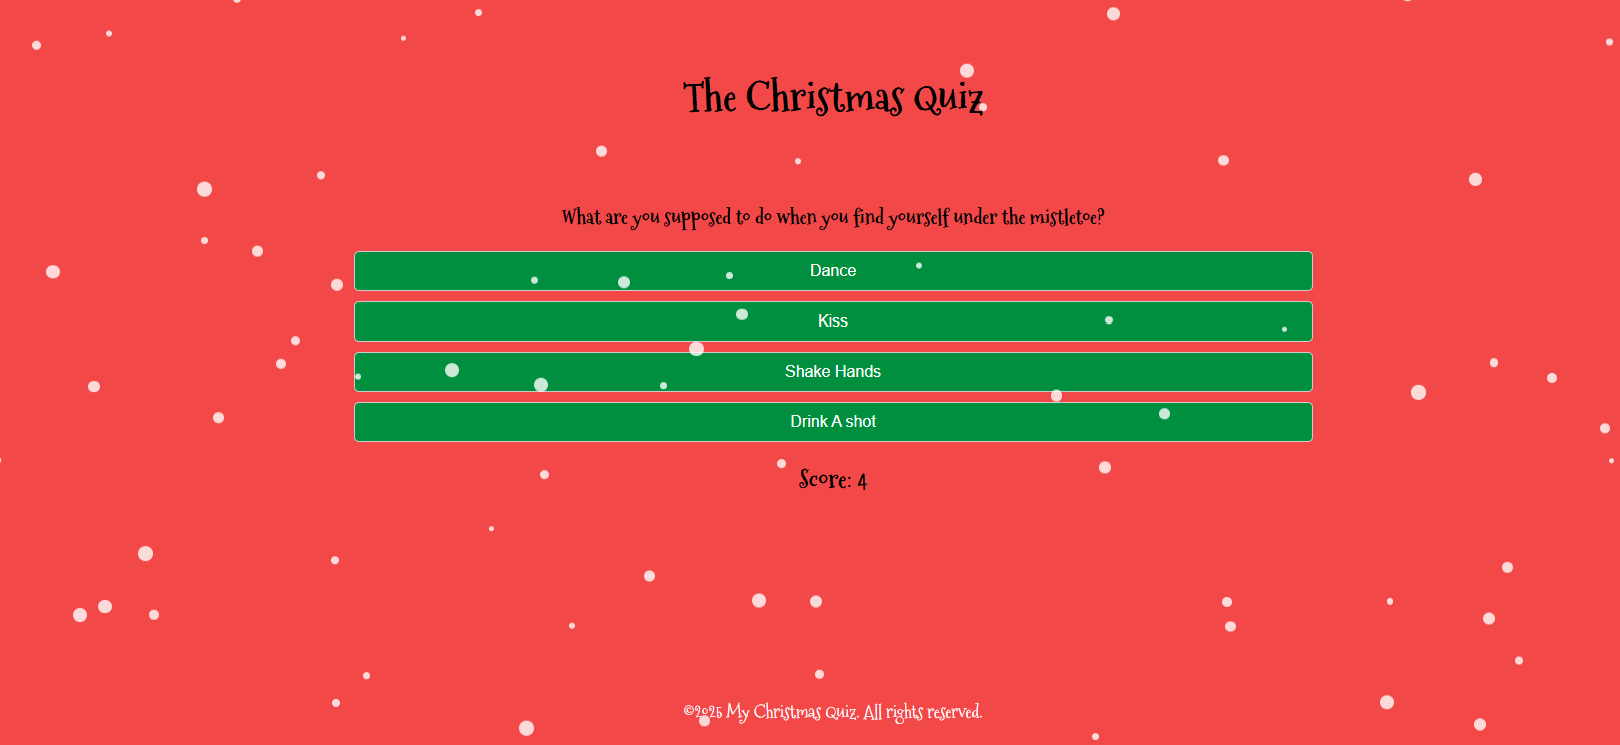 The Christmas Quiz
What are you supposed to do when you find yourself under the mistletoe?
Dance
Kiss
Shake Hands
Drink A shot
Score: 4
©2025 My Christmas Quiz. All rights reserved.